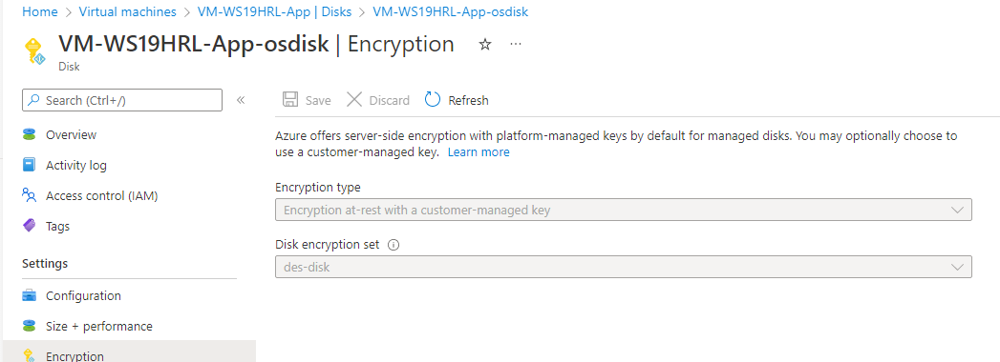 Home > Virtual machines > VM-WS19HRL-App | Disks > VM-WS19HRL-App-osdisk
VM-WS19HRL-App-osdisk | Encryption ☆ ...
Disk
Search (Ctrl+/) «
Save Discard Refresh
Overview
Activity log
Access control (IAM)
Tags
Settings
Configuration
Size + performance
Encryption
Azure offers server-side encryption with platform-managed keys by default for managed disks. You may optionally choose to
use a customer-managed key. Learn more
Encryption type
Encryption at-rest with a customer-managed key
Disk encryption set
des-disk